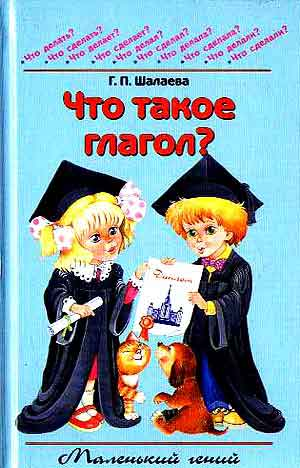 Что делать? Что делает? Что делал? Что делала? Что делали?
Что сделать? Что сделает? Что сделал? Что сделала? Что сделали?
Г. П. Шалаева
Что такое
глагол?
Диплом
Маленький гений